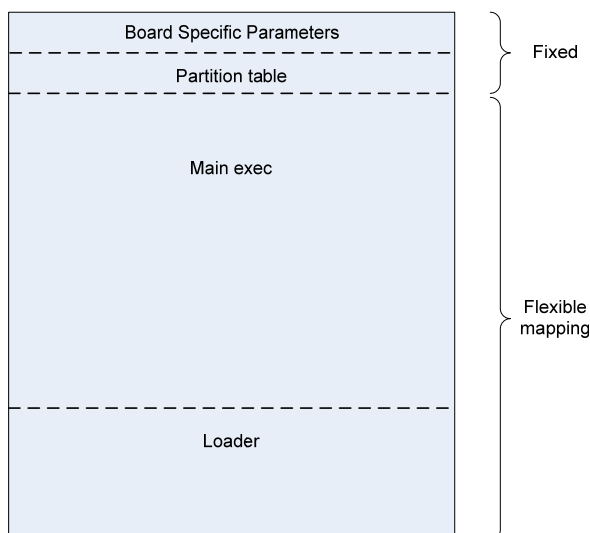 Board Specific Parameters
Fixed
Partition table
Main exec
Flexible
mapping
Loader